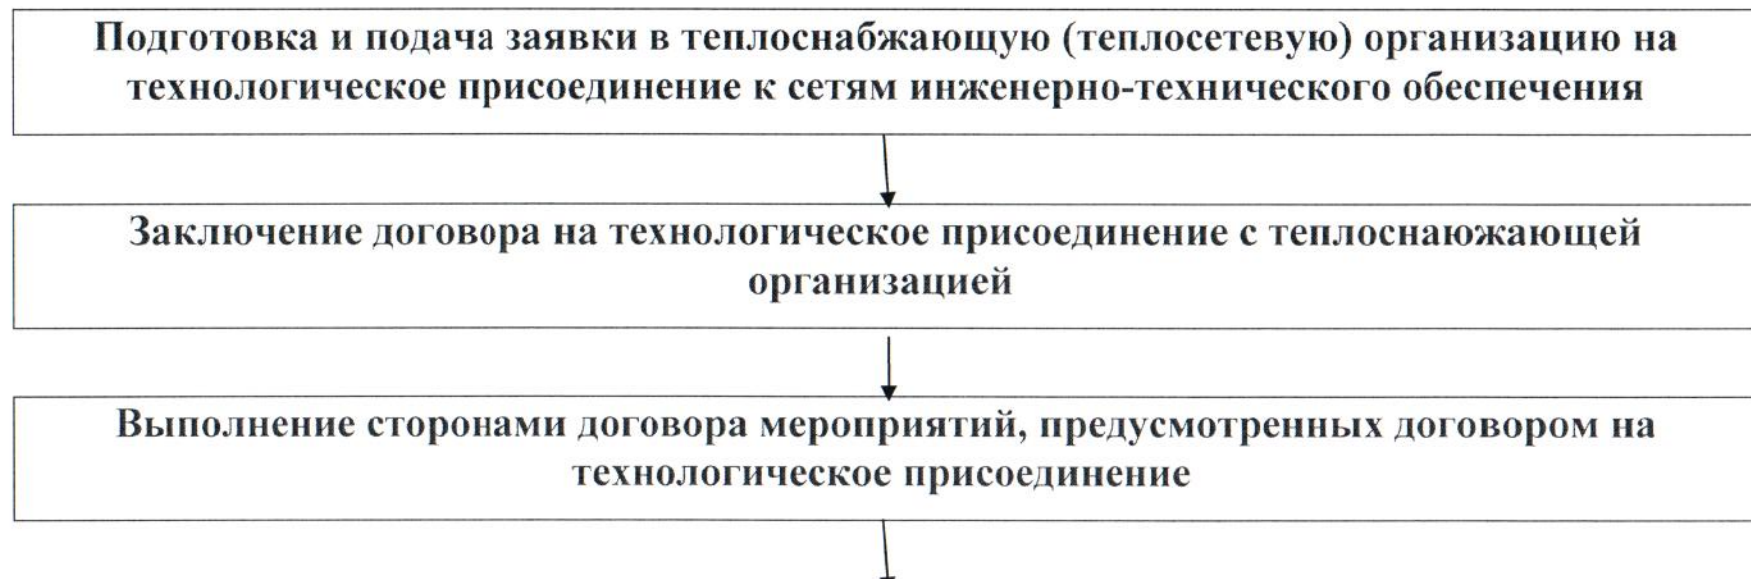 Подготовка и подача заявки в теплоснабжающую (теплосетевую) организацию на
технологическое присоединение к сетям инженерно-технического обеспечения
Заключение договора на технологическое присоединение с теплоснаюжающей
организацией
Выполнение сторонами договора мероприятий, предусмотренных договором на
технологическое присоединение